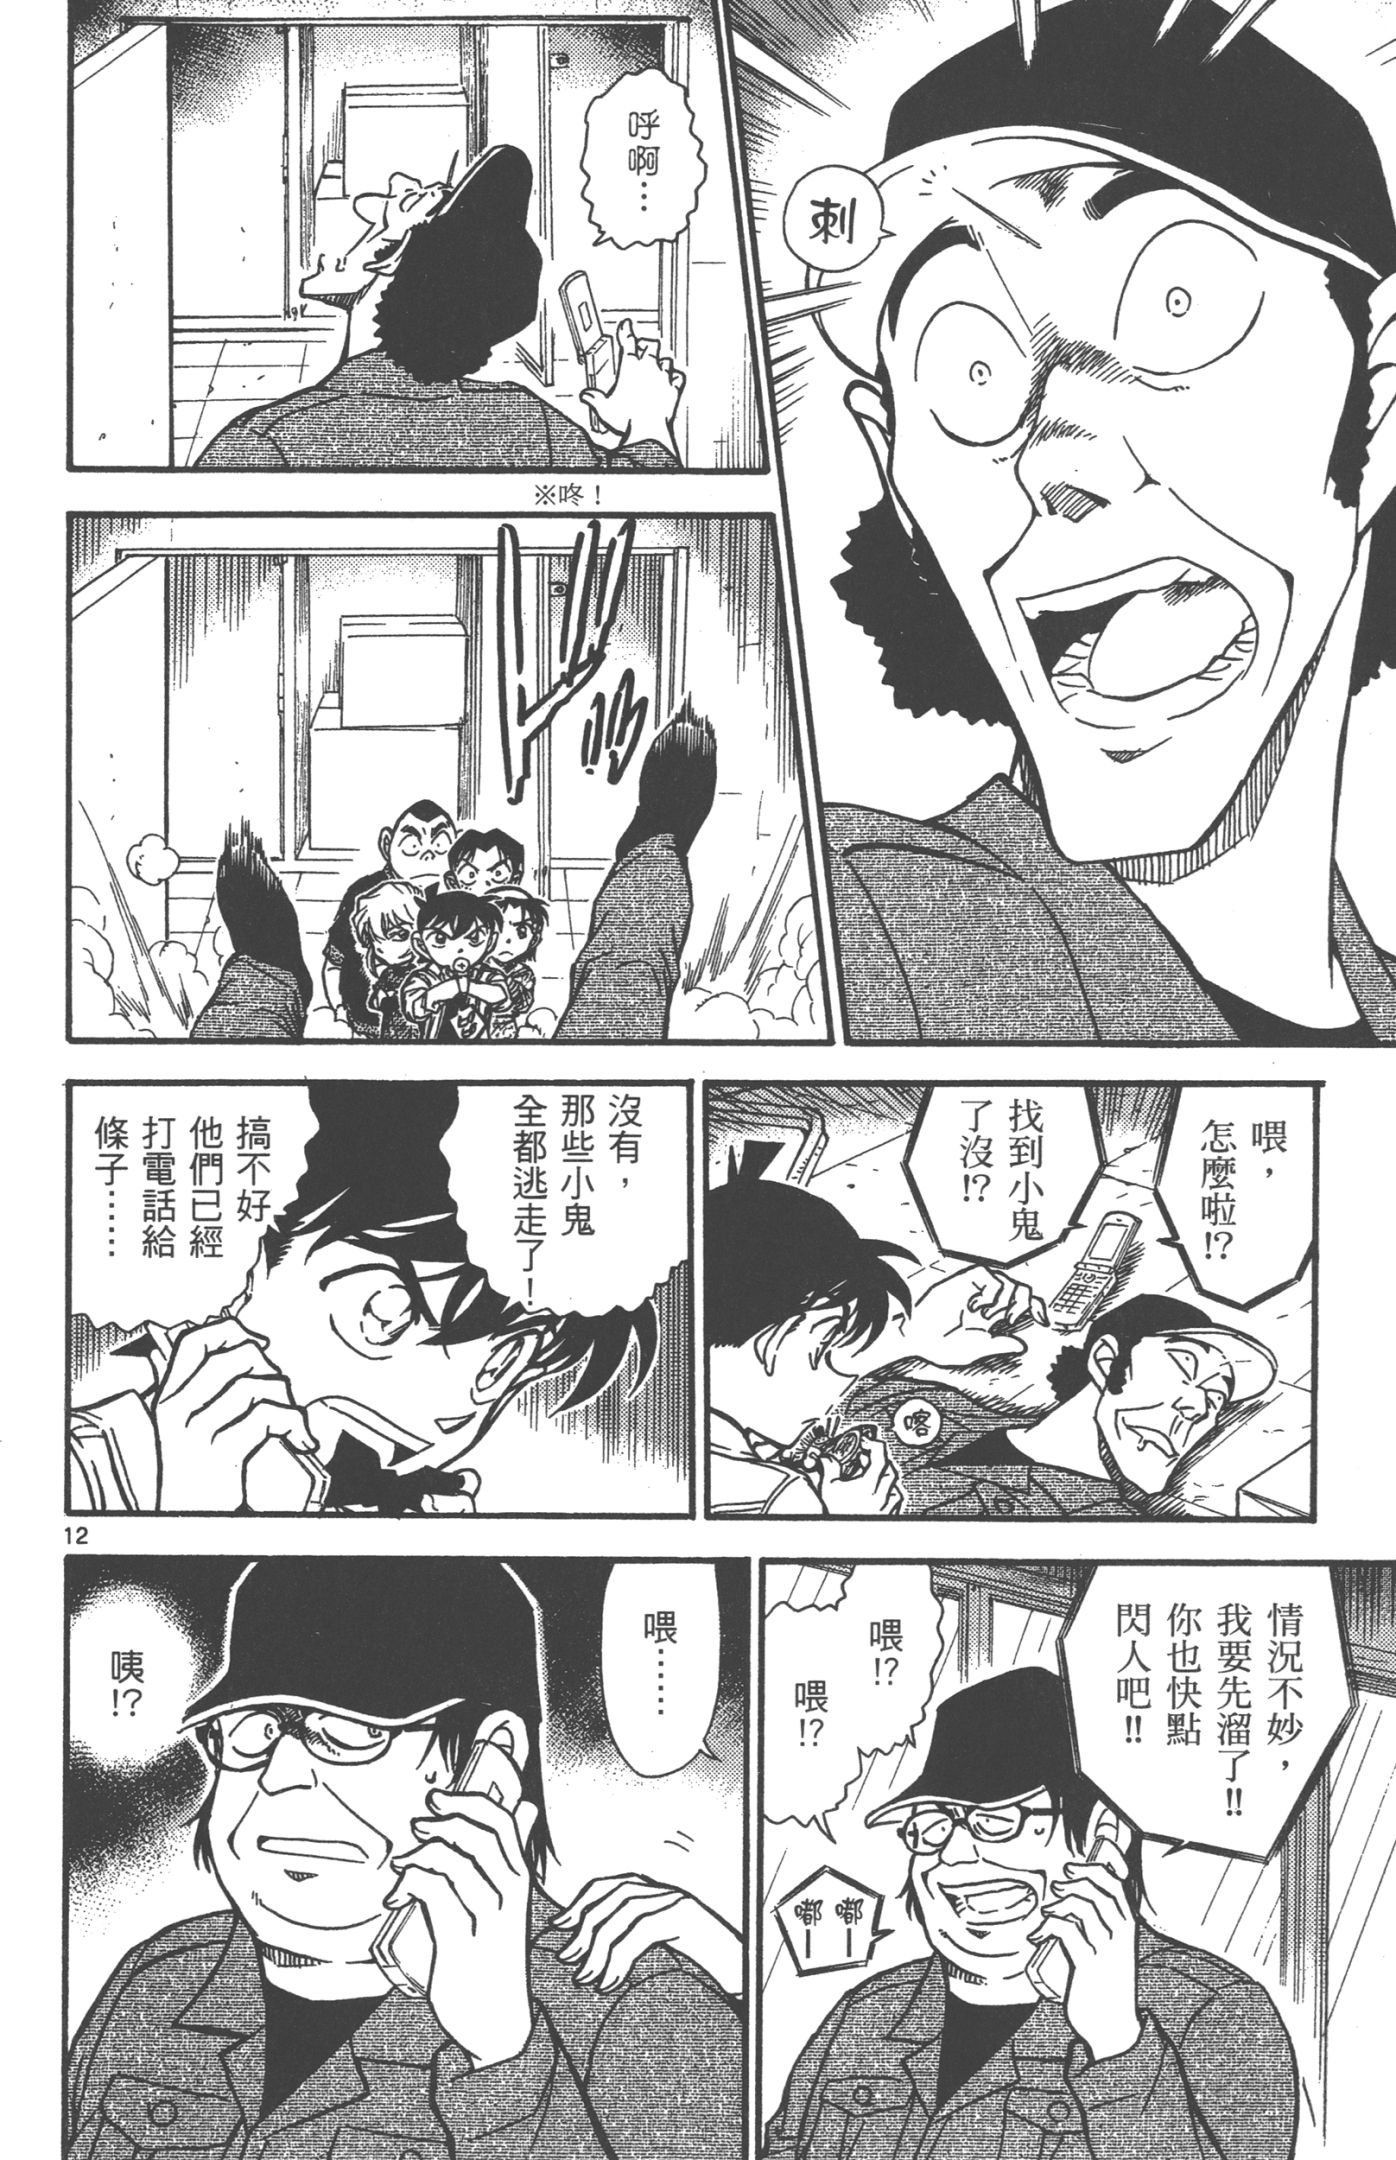 刺
呼啊…
※咚！
喂，
怎麼啦!?
找到小鬼
了沒!?
喀
沒有，
那些小鬼
全都逃走了！
搞不好
他們已經
打電話給
條子……
情況不妙，
我要先溜了!!
你也快點
閃人吧!!
喂!?
喂!?
嘟—
嘟—
喂……
咦!?
12